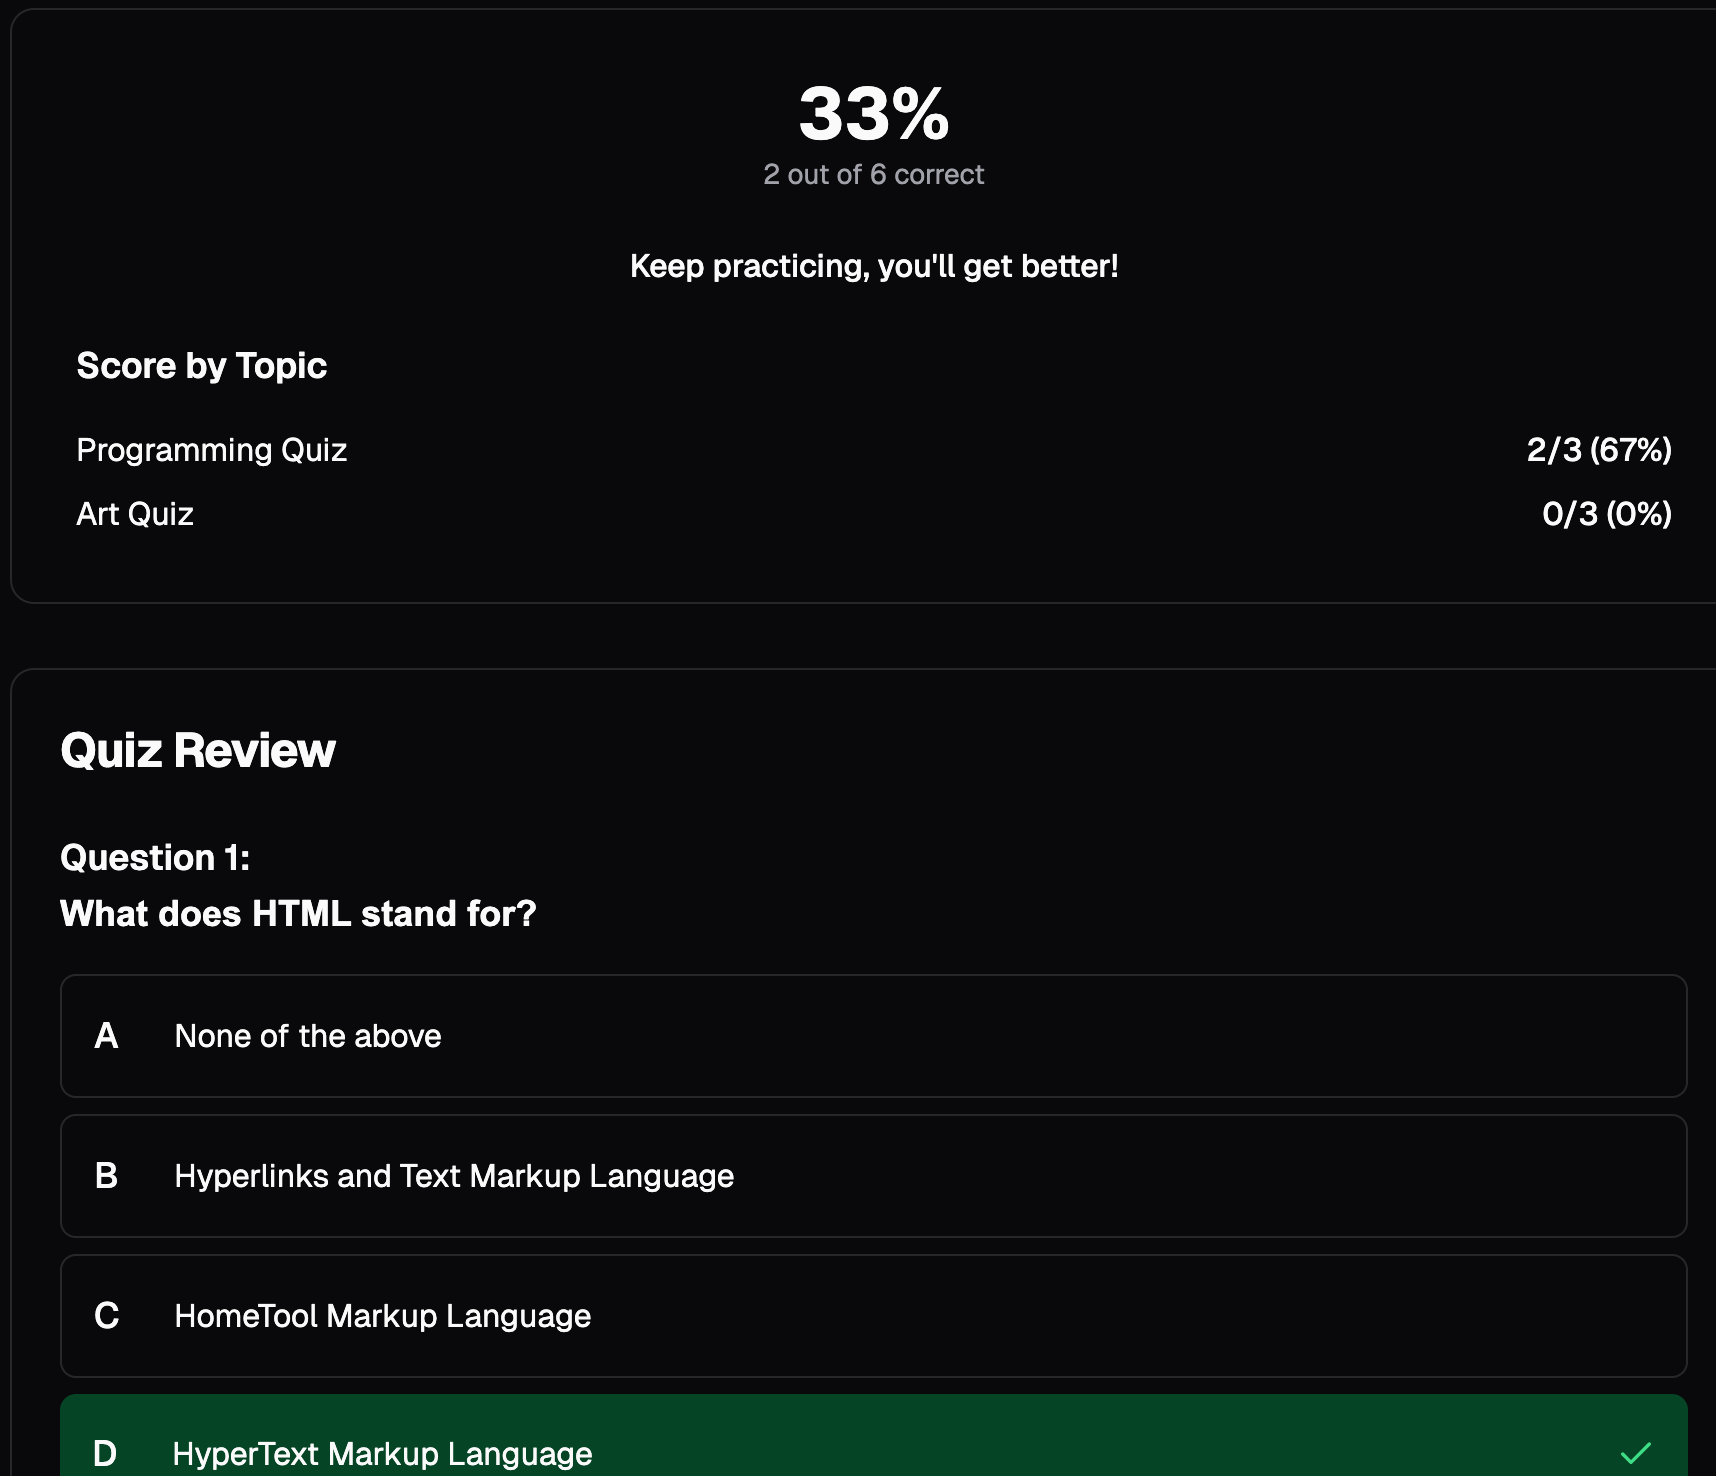 33%
2 out of 6 correct
Keep practicing, you'll get better!
Score by Topic
Programming Quiz 2/3 (67%)
Art Quiz 0/3 (0%)
Quiz Review
Question 1:
What does HTML stand for?
A None of the above
B Hyperlinks and Text Markup Language
C HomeTool Markup Language
D HyperText Markup Language